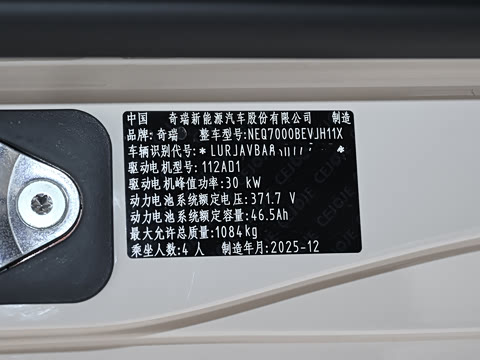 中国 奇瑞新能源汽车股份有限公司 制造
品牌:奇瑞 整车型号:NEQ7000BEVJH11X
车辆识别代号:*LURJAVBAA
驱动电机型号:112A01
驱动电机峰值功率:30 kW
动力电池系统额定电压:371.7 V
动力电池系统额定容量:46.5Ah
最大允许总质量:1084kg
乘坐人数:4 人 制造年月:2025-12